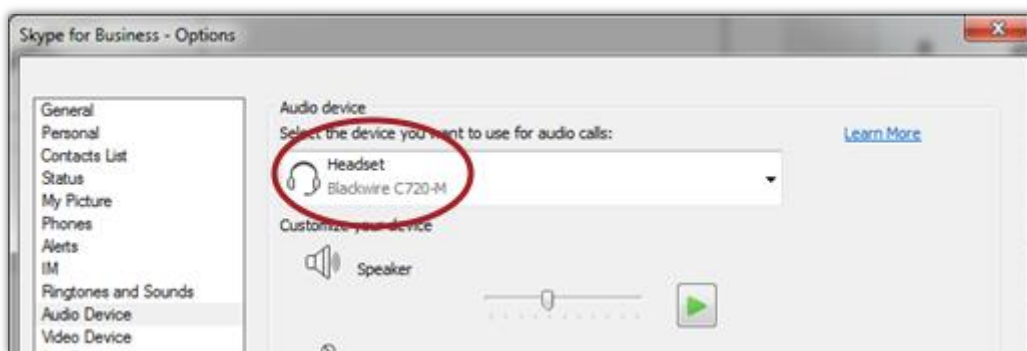 Skype for Business - Options
General
Personal
Contacts List
Status
My Picture
Phones
Alerts
IM
Ringtones and Sounds
Audio Device
Video Device
Audio device
Select the device you want to use for audio calls:
Learn More
Headset
Blackwire C720-M
Customize your device
Speaker